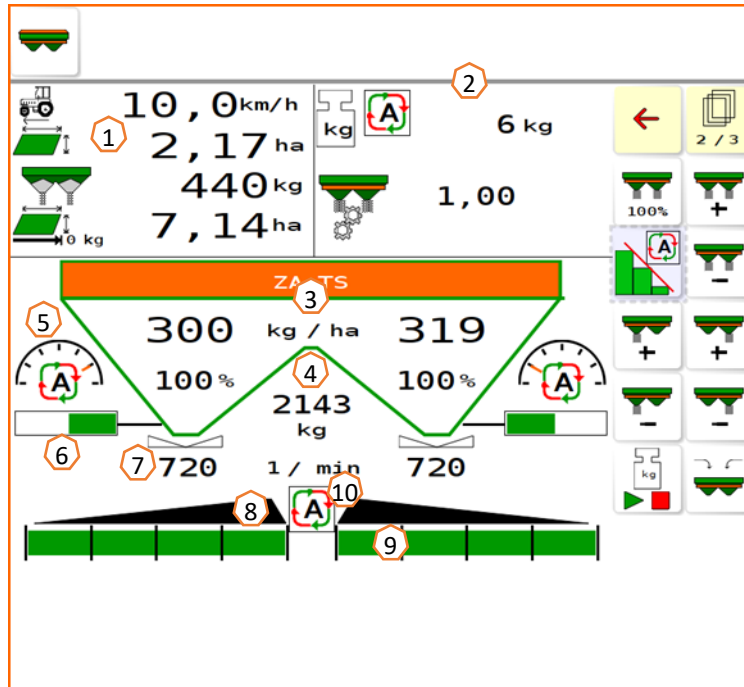 2
10,0km/h
1
2,17 ha
440 kg
7,14 ha
0 kg
kg
A
6 kg
1,00
2 / 3
100%
+
A
-
+
+
-
-
kg
ZA-TS
3
5
300 kg / ha 319
A
100% 4 100%
A
2143
kg
6
7
720 1 / min 720
8
A
10
9